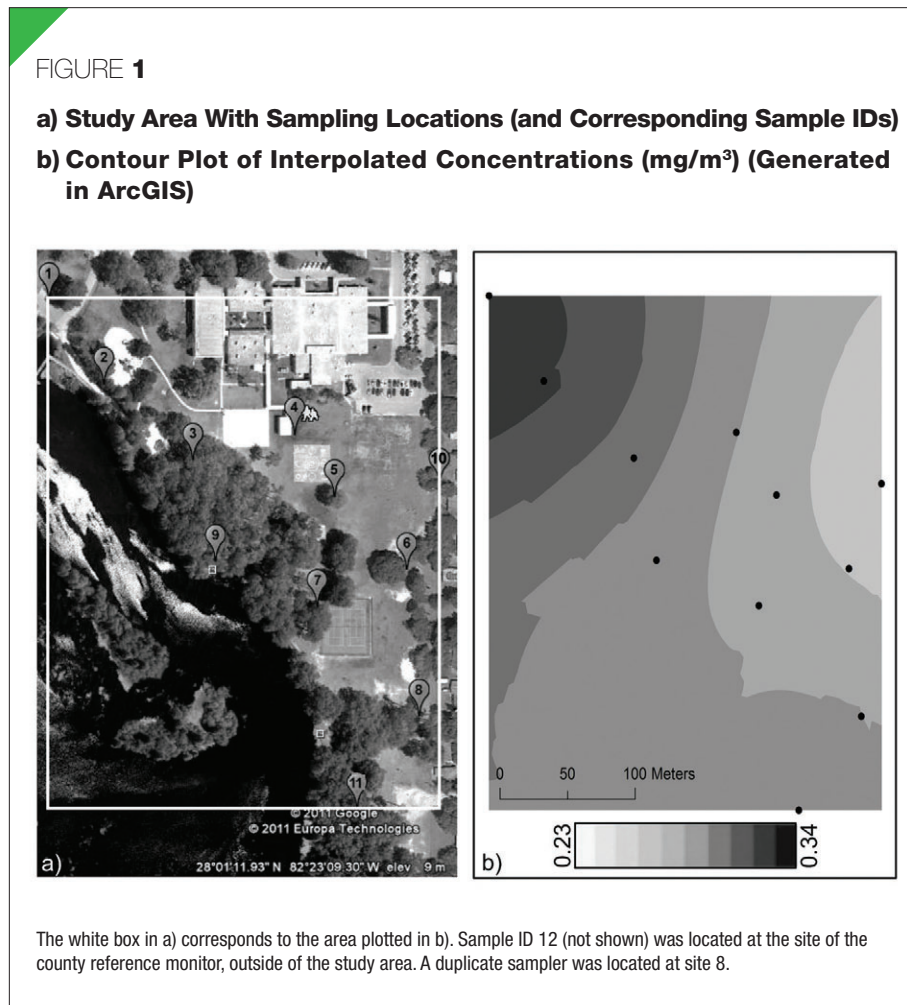 FIGURE 1
a) Study Area With Sampling Locations (and Corresponding Sample IDs)
b) Contour Plot of Interpolated Concentrations (mg/m³) (Generated
in ArcGIS)
1
2
3
4
10
5
9
6
7
8
11
© 2011 Google
© 2011 Europa Technologies
a)
28°01'11.93" N 82°23'09.30" W elev 9 m
0 50 100 Meters
0.23
0.34
b)
The white box in a) corresponds to the area plotted in b). Sample ID 12 (not shown) was located at the site of the
county reference monitor, outside of the study area. A duplicate sampler was located at site 8.